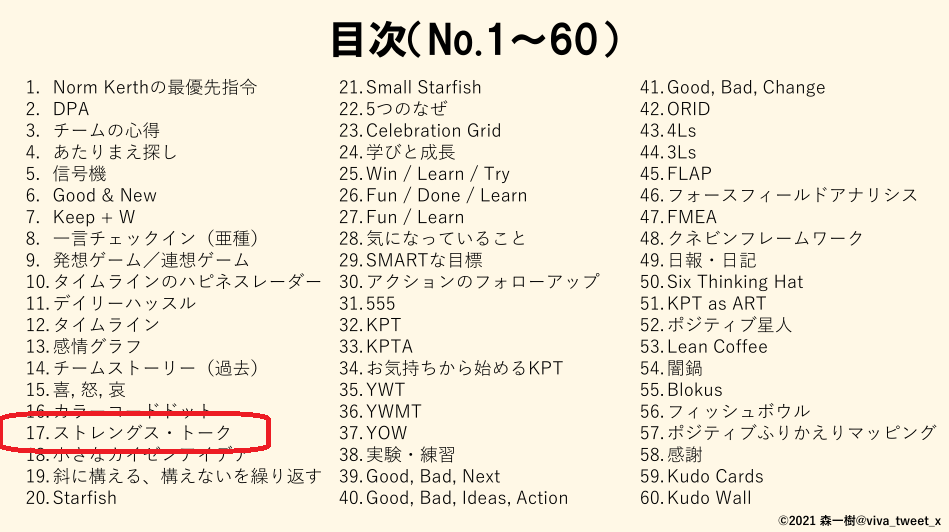 目次(No.1～60)
1. Norm Kerthの最優先指令
2. DPA
3. チームの心得
4. あたりまえ探し
5. 信号機
6. Good & New
7. Keep + W
8. 一言チェックイン（亜種）
9. 発想ゲーム／連想ゲーム
10. タイムラインのハピネスレーダー
11. デイリーハッスル
12. タイムライン
13. 感情グラフ
14. チームストーリー（過去）
15. 喜, 怒, 哀
16. カラーコードドット
17. ストレングス・トーク
18. 小さなカイゼンアイデア
19. 斜に構える、構えないを繰り返す
20. Starfish
21. Small Starfish
22. 5つのなぜ
23. Celebration Grid
24. 学びと成長
25. Win / Learn / Try
26. Fun / Done / Learn
27. Fun / Learn
28. 気になっていること
29. SMARTな目標
30. アクションのフォローアップ
31. 555
32. KPT
33. KPTA
34. お気持ちから始めるKPT
35. YWT
36. YWMT
37. YOW
38. 実験・練習
39. Good, Bad, Next
40. Good, Bad, Ideas, Action
41. Good, Bad, Change
42. ORID
43. 4Ls
44. 3Ls
45. FLAP
46. フォースフィールドアナリシス
47. FMEA
48. クネビンフレームワーク
49. 日報・日記
50. Six Thinking Hat
51. KPT as ART
52. ポジティブ星人
53. Lean Coffee
54. 闇鍋
55. Blokus
56. フィッシュボウル
57. ポジティブふりかえりマッピング
58. 感謝
59. Kudo Cards
60. Kudo Wall
©2021 森一樹@viva_tweet_x